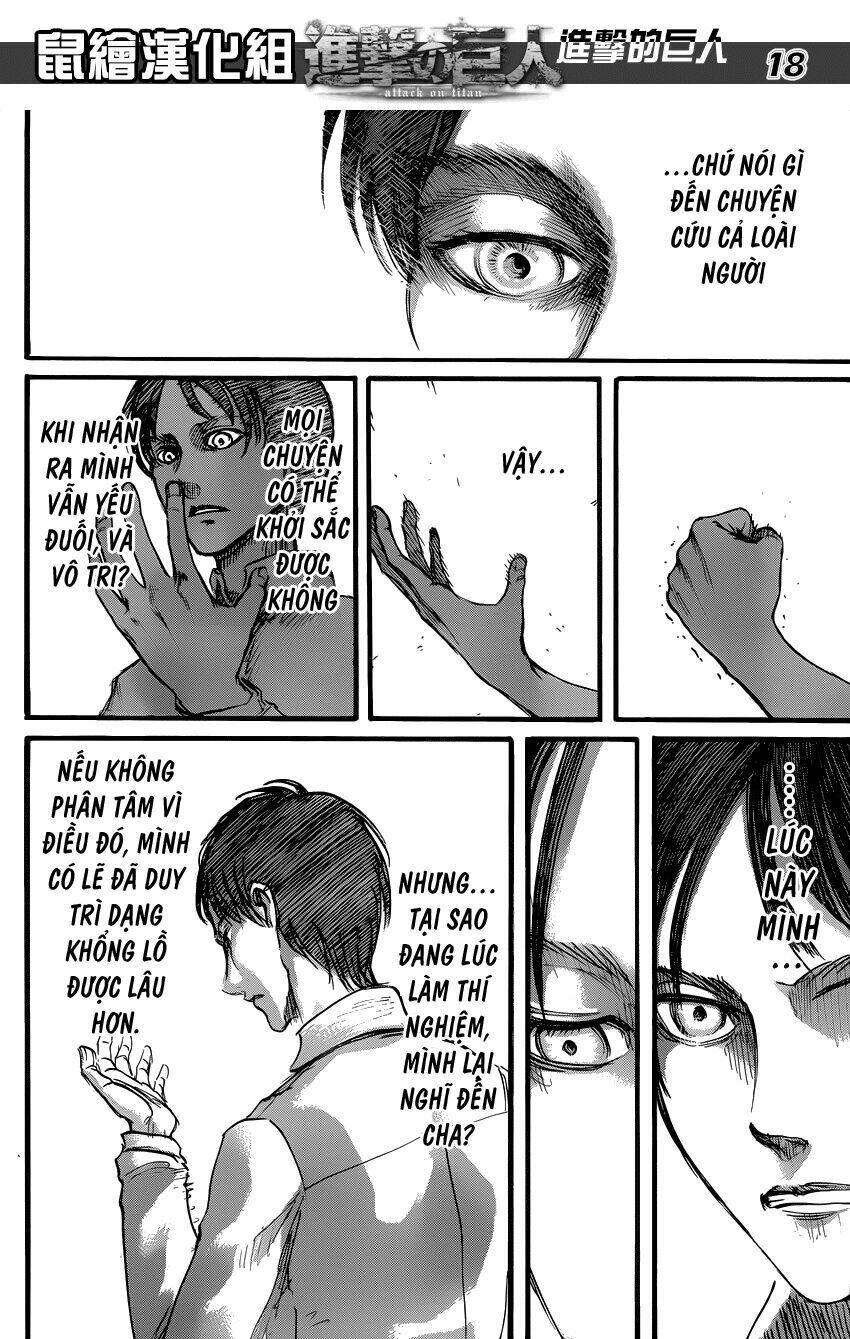 鼠繪漢化組 進撃の巨人 進擊的巨人 18
attack on titan
...CHỨ NÓI GÌ
ĐẾN CHUYỆN
CỨU CẢ LOÀI
NGƯỜI
KHI NHẬN
RA MÌNH
VẪN YẾU
ĐUỐI, VÀ
VÔ TRI?
MỌI
CHUYỆN
CÓ THỂ
KHỞI SẮC
ĐƯỢC
KHÔNG
VẬY...
NẾU KHÔNG
PHÂN TÂM VÌ
ĐIỀU ĐÓ, MÌNH
CÓ LẼ ĐÃ DUY
TRÌ DẠNG
KHỔNG LỒ
ĐƯỢC LÂU
HƠN.
NHƯNG...
TẠI SAO
ĐANG LÚC
LÀM THÍ
NGHIỆM,
MÌNH LẠI
NGHĨ ĐẾN
CHA?
......
LÚC
NÀY
MÌNH
...